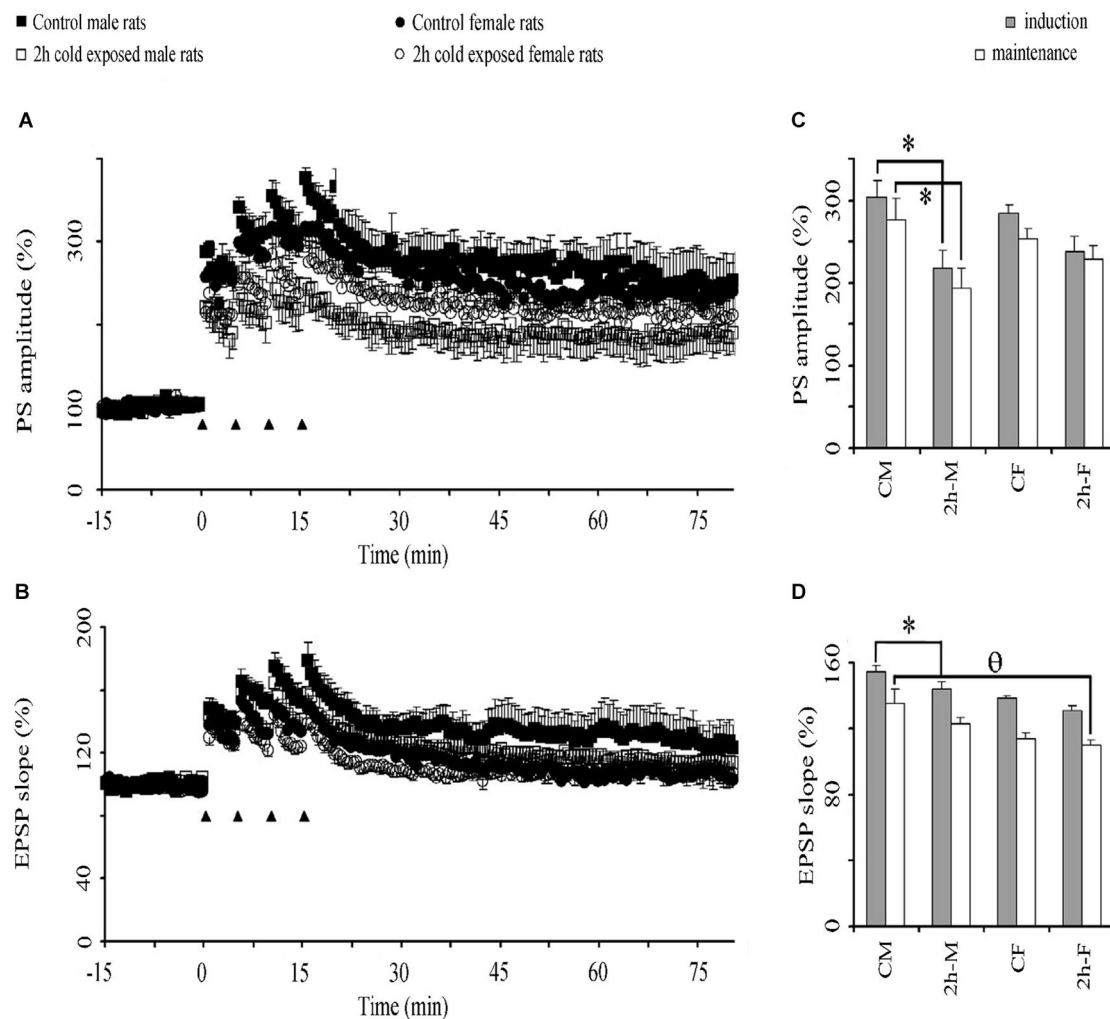 Control male rats
Control female rats
induction
2h cold exposed male rats
2h cold exposed female rats
maintenance
A
PS amplitude (%)
300
100
0
-15 0 15 30 45 60 75
Time (min)
C
PS amplitude (%)
300
200
100
0
*
*
CM 2h-M CF 2h-F
B
EPSP slope (%)
200
120
40
0
-15 0 15 30 45 60 75
Time (min)
D
EPSP slope (%)
160
80
0
*
θ
CM 2h-M CF 2h-F